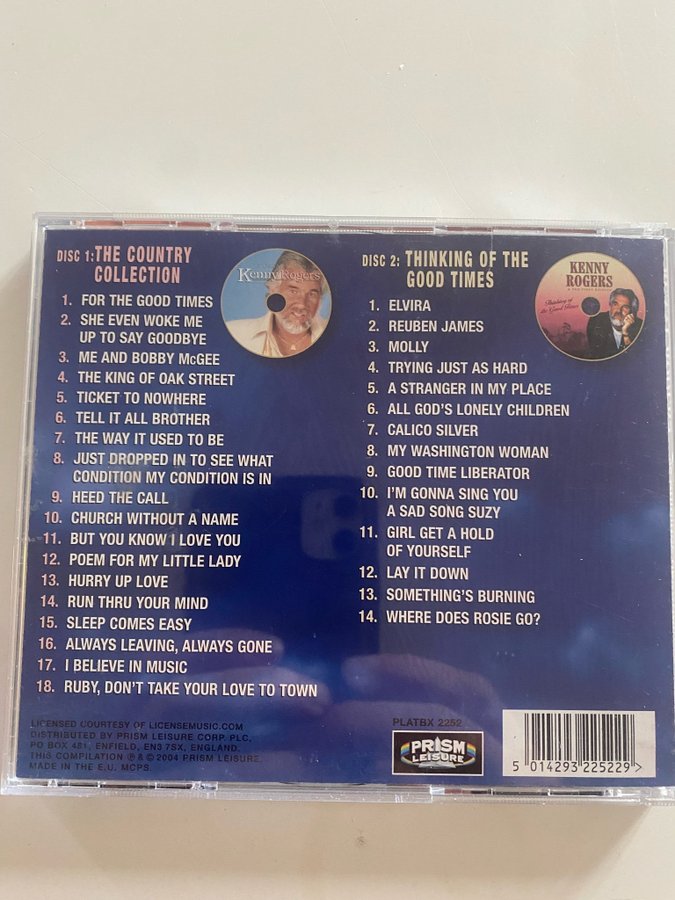 DISC 1: THE COUNTRY
COLLECTION
Kenny Rogers
1. FOR THE GOOD TIMES
2. SHE EVEN WOKE ME
UP TO SAY GOODBYE
3. ME AND BOBBY McGEE
4. THE KING OF OAK STREET
5. TICKET TO NOWHERE
6. TELL IT ALL BROTHER
7. THE WAY IT USED TO BE
8. JUST DROPPED IN TO SEE WHAT
CONDITION MY CONDITION IS IN
9. HEED THE CALL
10. CHURCH WITHOUT A NAME
11. BUT YOU KNOW I LOVE YOU
12. POEM FOR MY LITTLE LADY
13. HURRY UP LOVE
14. RUN THRU YOUR MIND
15. SLEEP COMES EASY
16. ALWAYS LEAVING, ALWAYS GONE
17. I BELIEVE IN MUSIC
18. RUBY, DON'T TAKE YOUR LOVE TO TOWN
DISC 2: THINKING OF THE
GOOD TIMES
KENNY
ROGERS
Thinking of
the Good Times
1. ELVIRA
2. REUBEN JAMES
3. MOLLY
4. TRYING JUST AS HARD
5. A STRANGER IN MY PLACE
6. ALL GOD'S LONELY CHILDREN
7. CALICO SILVER
8. MY WASHINGTON WOMAN
9. GOOD TIME LIBERATOR
10. I'M GONNA SING YOU
A SAD SONG SUZY
11. GIRL GET A HOLD
OF YOURSELF
12. LAY IT DOWN
13. SOMETHING'S BURNING
14. WHERE DOES ROSIE GO?
LICENSED COURTESY OF LICENSEMUSIC.COM
DISTRIBUTED BY PRISM LEISURE CORP. PLC,
PO BOX 481, ENFIELD, EN3 7SX, ENGLAND.
THIS COMPILATION ℗ & © 2004 PRISM LEISURE.
MADE IN THE E.U. MCPS.
PLATBX 2252
PRISM
LEISURE
5 014293 225229 >